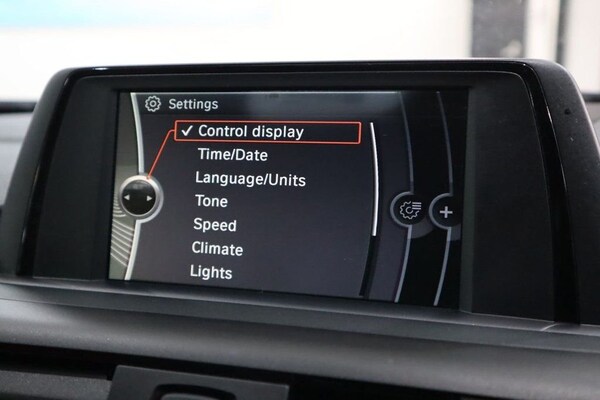 Settings
✓ Control display
Time/Date
Language/Units
Tone
Speed
Climate
Lights